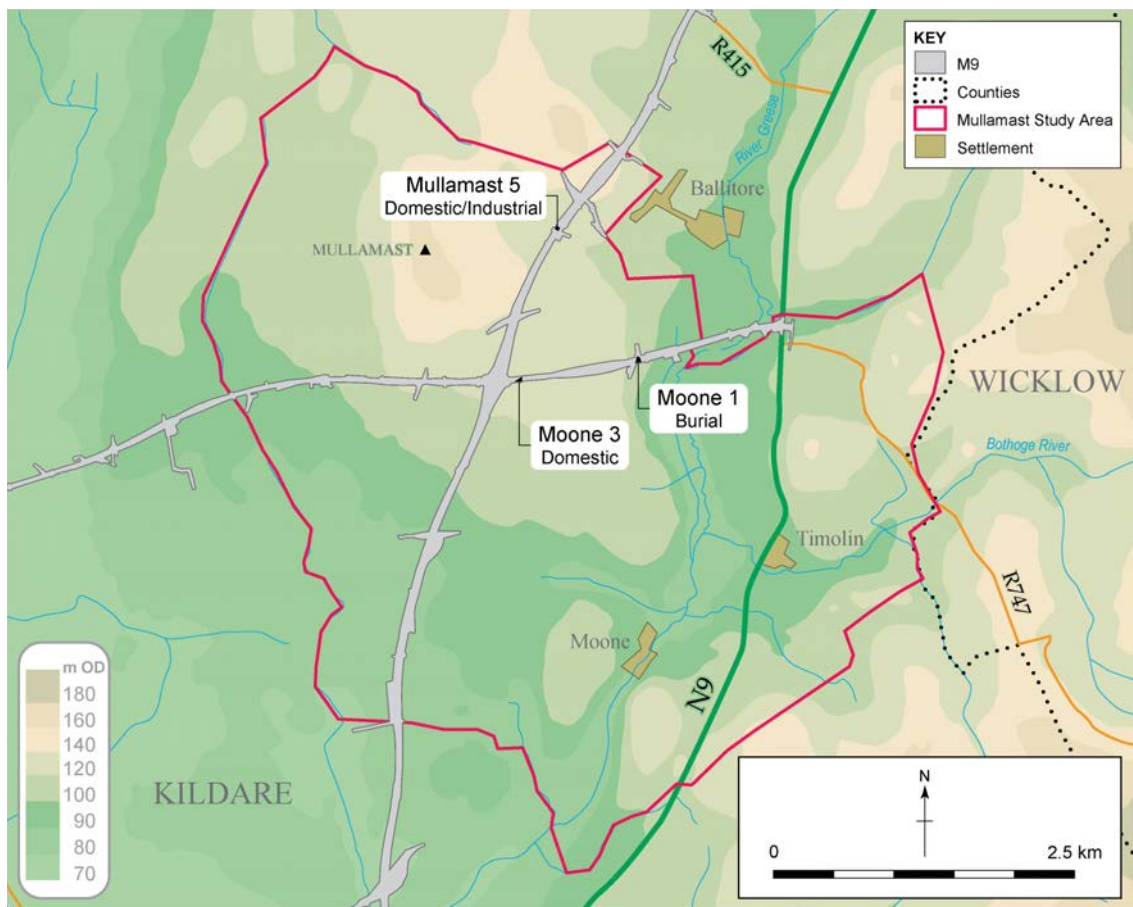 R415
KEY
M9
Counties
Mullamast Study Area
Settlement
River Greese
Ballitore
Mullamast 5
Domestic/Industrial
MULLAMAST
WICKLOW
Moone 1
Burial
Moone 3
Domestic
Bothoge River
Timolin
R747
Moone
N9
m OD
180
160
140
120
100
90
80
70
KILDARE
N
0
2.5 km